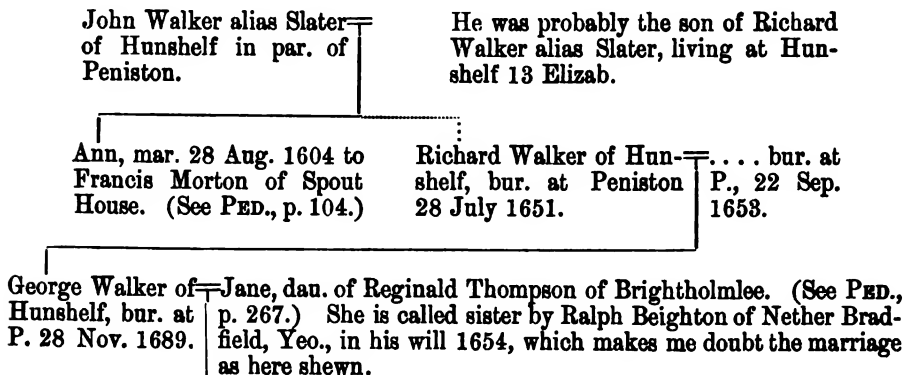 John Walker alias Slater
of Hunshelf in par. of
Peniston.
He was probably the son of Richard
Walker alias Slater, living at Hun-
shelf 13 Elizab.
Ann, mar. 28 Aug. 1604 to
Francis Morton of Spout
House. (See PED., p. 104.)
Richard Walker of Hun-
shelf, bur. at Peniston
28 July 1651.
. . . . bur. at
P., 22 Sep.
1653.
George Walker of
Hunshelf, bur. at
P. 28 Nov. 1689.
Jane, dau. of Reginald Thompson of Brightholmlee. (See PED.,
p. 267.) She is called sister by Ralph Beighton of Nether Brad-
field, Yeo., in his will 1654, which makes me doubt the marriage
as here shewn.